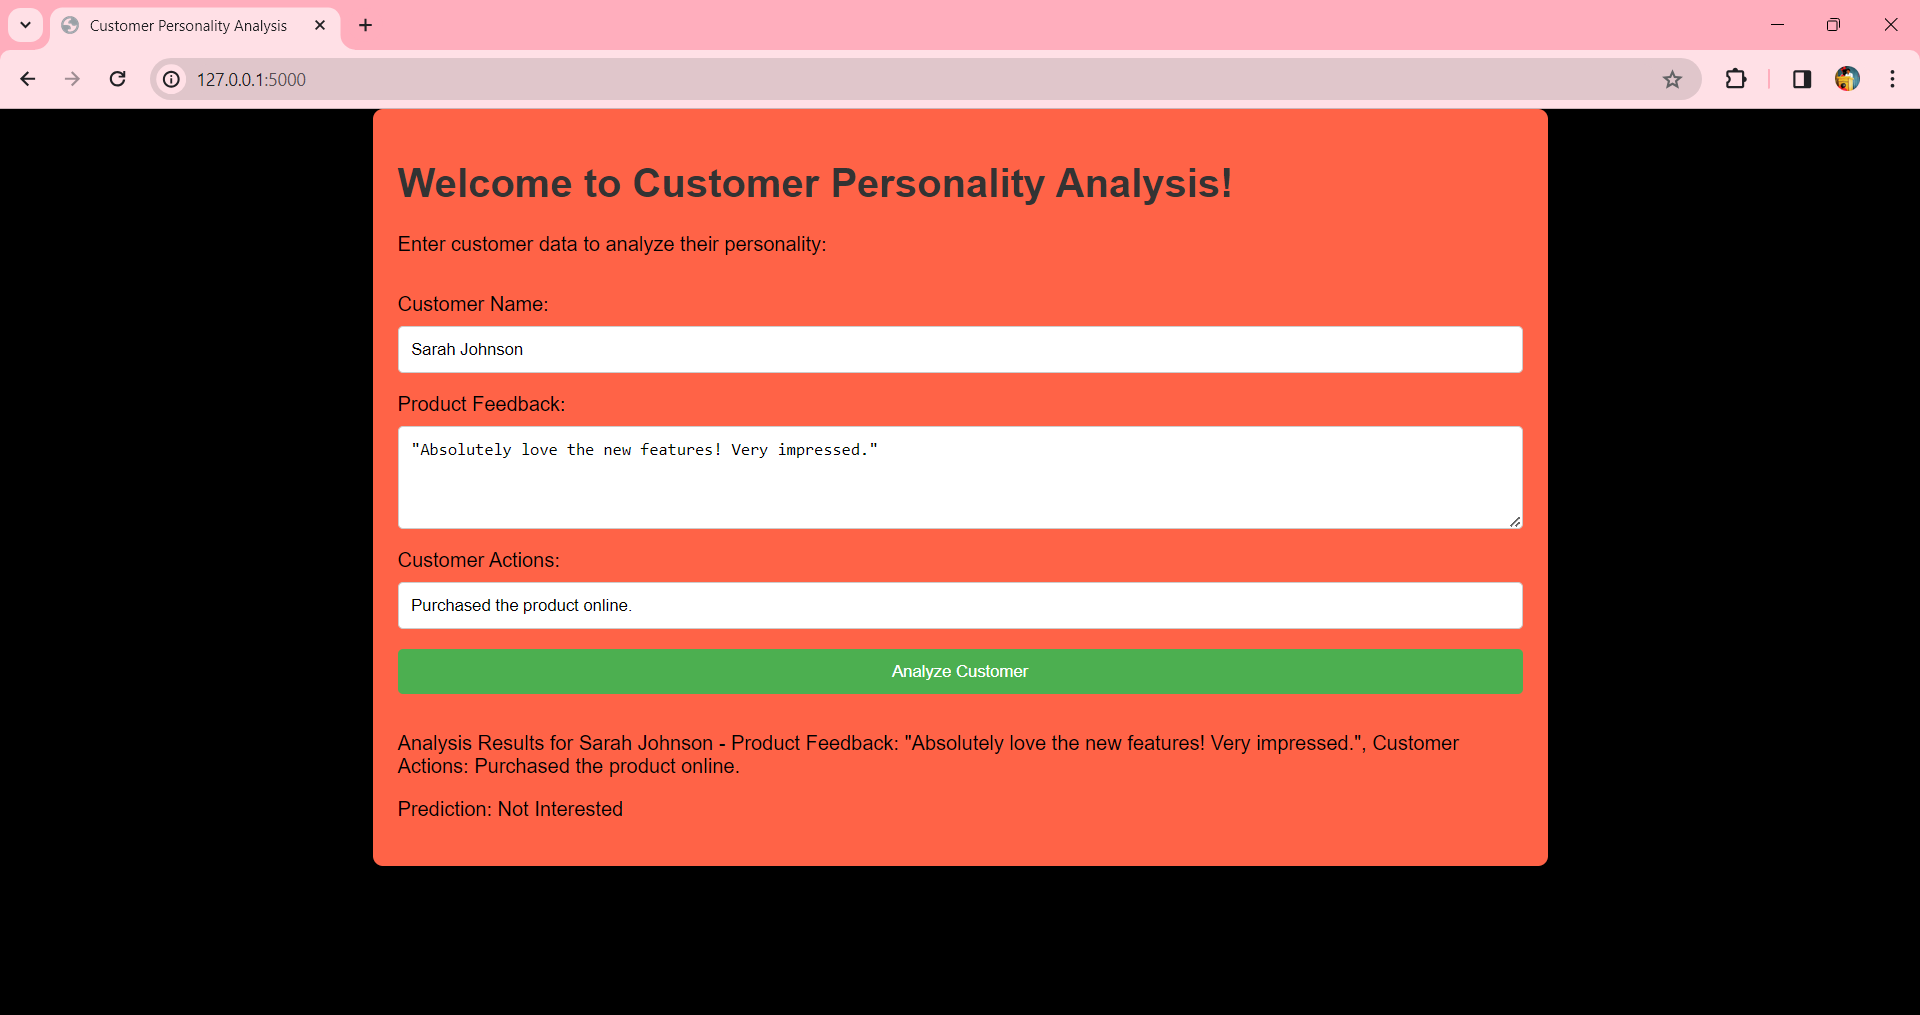 Customer Personality Analysis
127.0.0.1:5000
Welcome to Customer Personality Analysis!
Enter customer data to analyze their personality:
Customer Name:
Sarah Johnson
Product Feedback:
"Absolutely love the new features! Very impressed."
Customer Actions:
Purchased the product online.
Analyze Customer
Analysis Results for Sarah Johnson - Product Feedback: "Absolutely love the new features! Very impressed.", Customer
Actions: Purchased the product online.
Prediction: Not Interested